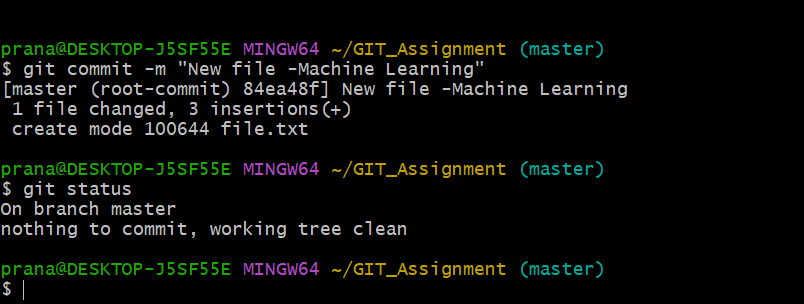 prana@DESKTOP-J5SF55E MINGW64 ~/GIT_Assignment (master)
$ git commit -m "New file -Machine Learning"
[master (root-commit) 84ea48f] New file -Machine Learning
 1 file changed, 3 insertions(+)
 create mode 100644 file.txt
prana@DESKTOP-J5SF55E MINGW64 ~/GIT_Assignment (master)
$ git status
On branch master
nothing to commit, working tree clean
prana@DESKTOP-J5SF55E MINGW64 ~/GIT_Assignment (master)
$